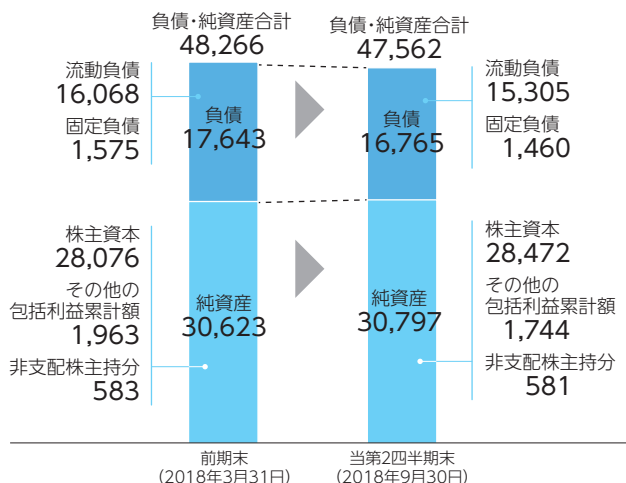 負債・純資産合計
48,266
流動負債
16,068
固定負債
1,575
負債
17,643
株主資本
28,076
その他の
包括利益累計額
1,963
非支配株主持分
583
純資産
30,623
前期末
(2018年3月31日)
負債・純資産合計
47,562
負債
16,765
流動負債
15,305
固定負債
1,460
純資産
30,797
株主資本
28,472
その他の
包括利益累計額
1,744
非支配株主持分
581
当第2四半期末
(2018年9月30日)